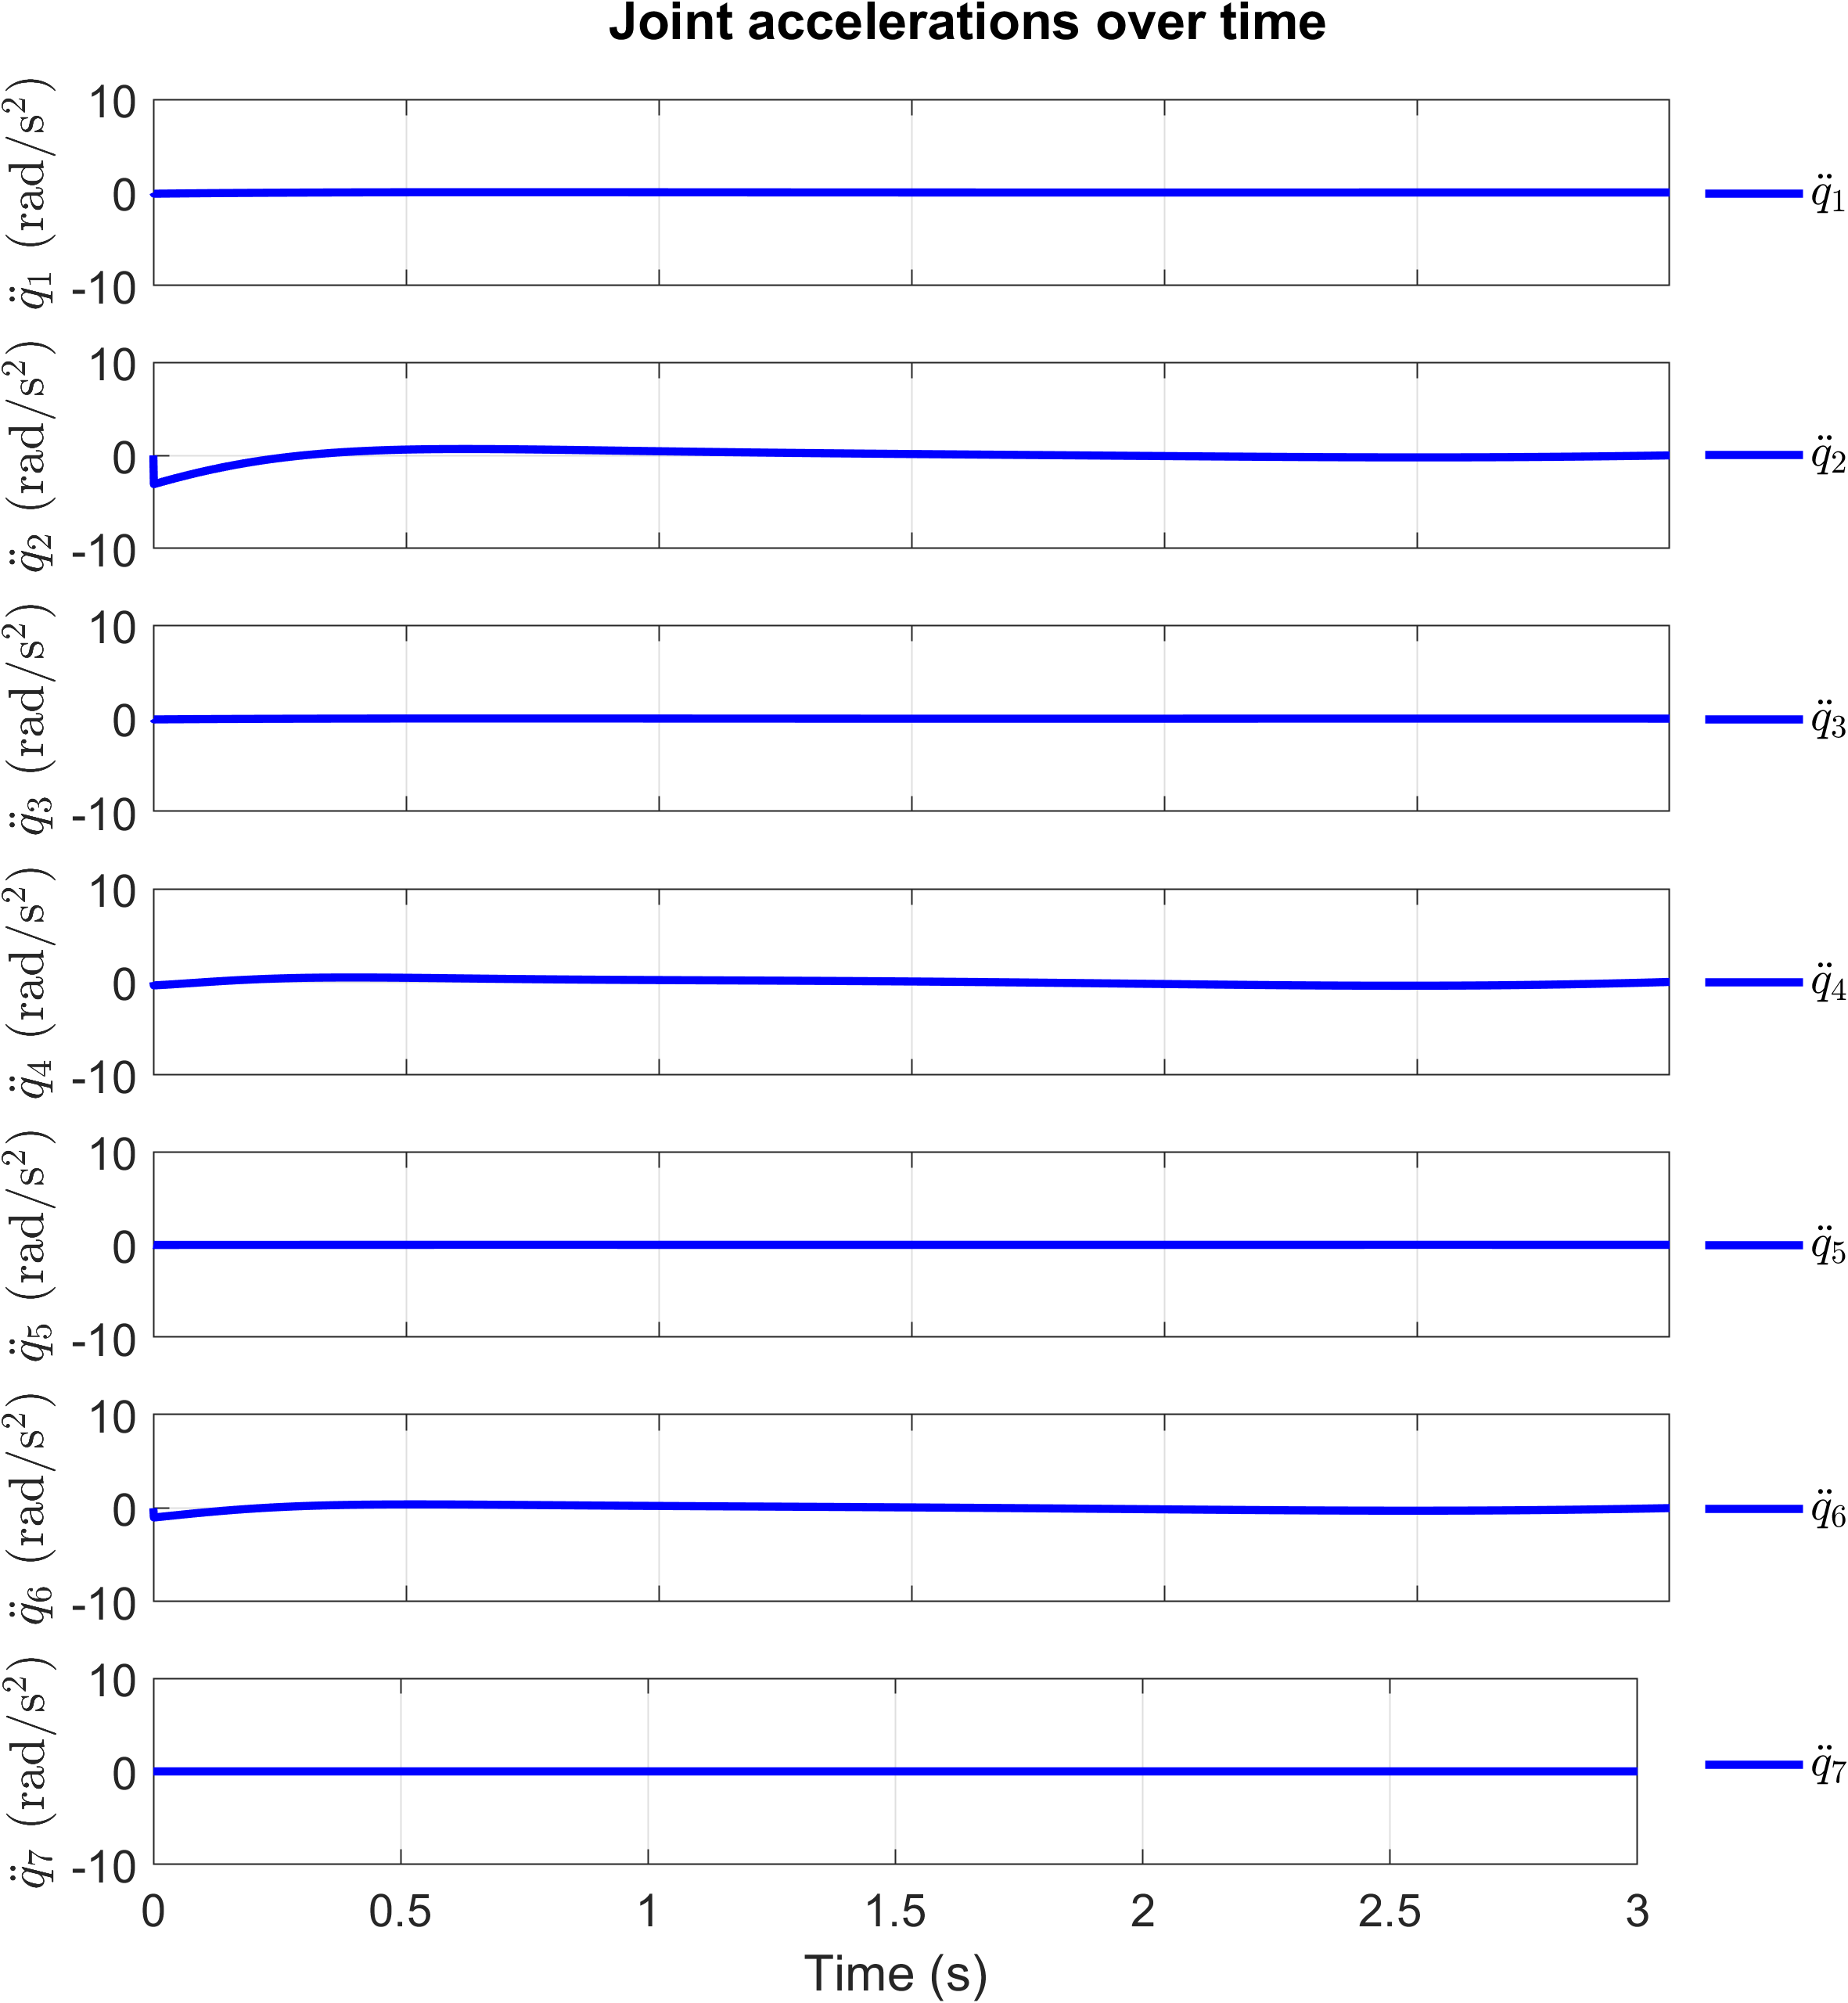 Joint accelerations over time
q̈₁ (rad/s²)
10
0
-10
q̈₁
q̈₂ (rad/s²)
10
0
-10
q̈₂
q̈₃ (rad/s²)
10
0
-10
q̈₃
q̈₄ (rad/s²)
10
0
-10
q̈₄
q̈₅ (rad/s²)
10
0
-10
q̈₅
q̈₆ (rad/s²)
10
0
-10
q̈₆
q̈₇ (rad/s²)
10
0
-10
q̈₇
0 0.5 1 1.5 2 2.5 3
Time (s)